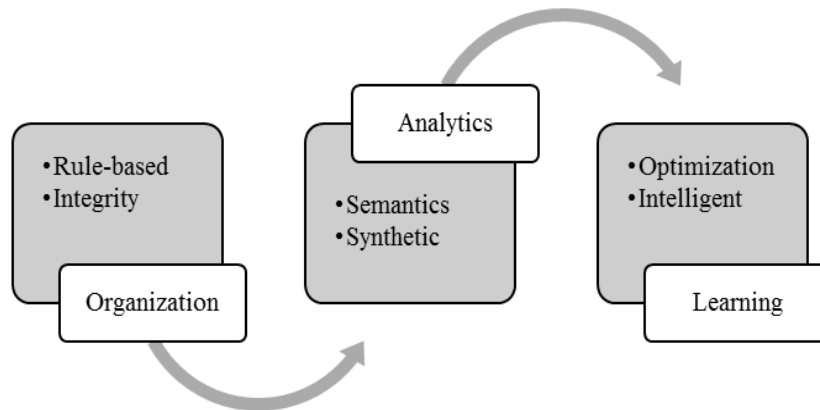 •Rule-based
•Integrity
Organization
Analytics
•Semantics
•Synthetic
•Optimization
•Intelligent
Learning